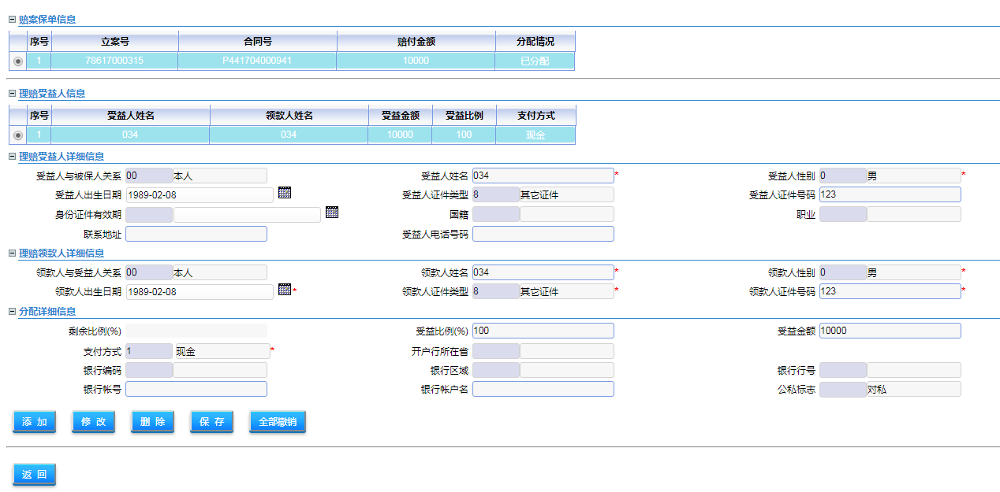 赔案保单信息
序号 立案号 合同号 赔付金额 分配情况
1 78617000315 P441704000941 10000 已分配
理赔受益人信息
序号 受益人姓名 领款人姓名 受益金额 受益比例 支付方式
1 034 034 10000 100 现金
理赔受益人详细信息
受益人与被保人关系 00 本人 受益人姓名 034 * 受益人性别 0 男 *
受益人出生日期 1989-02-08 受益人证件类型 8 其它证件 受益人证件号码 123
身份证件有效期 国籍 职业
联系地址 受益人电话号码
理赔领款人详细信息
领款人与受益人关系 00 本人 领款人姓名 034 * 领款人性别 0 男 *
领款人出生日期 1989-02-08 * 领款人证件类型 8 其它证件 * 领款人证件号码 123 *
分配详细信息
剩余比例(%) 受益比例(%) 100 受益金额 10000
支付方式 1 现金 * 开户行所在省
银行编码 银行区域 银行行号
银行帐号 银行帐户名 公私标志 对私
添 加 修 改 删 除 保 存 全部撤销
返 回